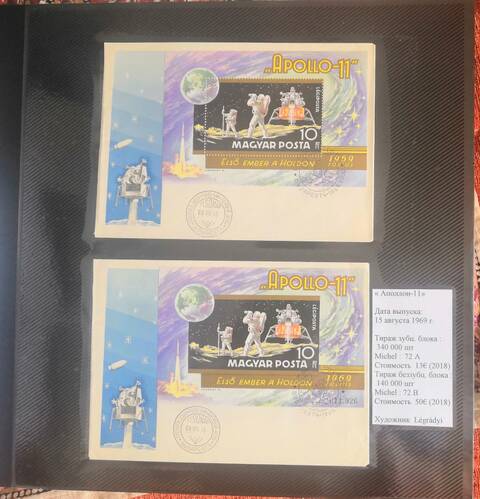 „APOLLO-11"
LÉGIPOSTA
10 Ft
MAGYAR POSTA
ELSŐ EMBER A HOLDON
1969
„APOLLO-11"
LÉGIPOSTA
10 Ft
MAGYAR POSTA
ELSŐ EMBER A HOLDON
1969
« Аполлон-11»
Дата выпуска:
15 августа 1969 г.
Тираж зубц. блока :
340 000 шт
Michel : 72 A
Стоимость 13€ (2018)
Тираж беззубц. блока
140 000 шт
Michel : 72 B
Стоимость 50€ (2018)
Художник Légrádyi